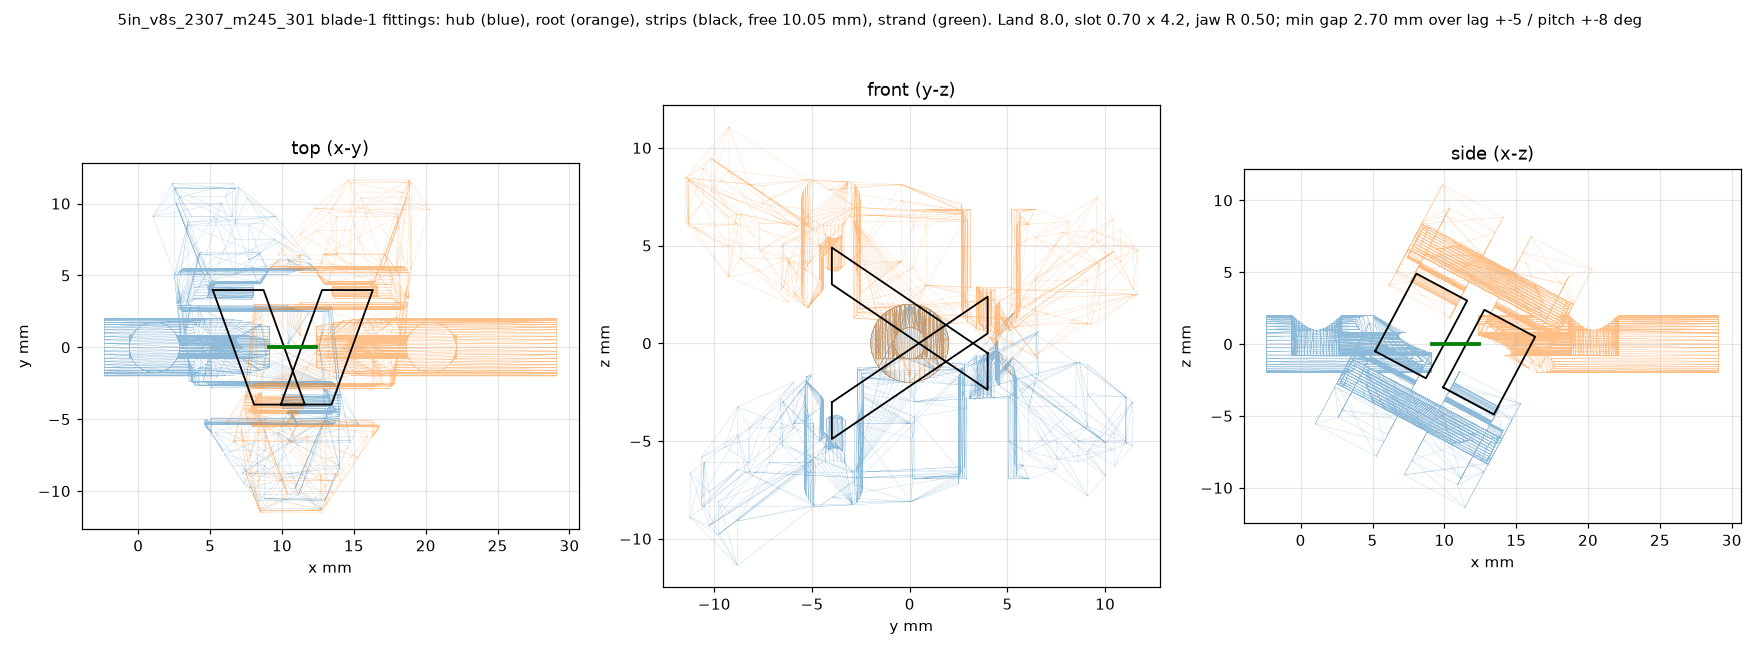 5in_v8s_2307_m245_301 blade-1 fittings: hub (blue), root (orange), strips (black, free 10.05 mm), strand (green). Land 8.0, slot 0.70 x 4.2, jaw R 0.50; min gap 2.70 mm over lag +-5 / pitch +-8 deg
top (x-y)
10
5
0
−5
−10
y mm
0 5 10 15 20 25 30
x mm
front (y-z)
10
5
0
−5
−10
z mm
−10 −5 0 5 10
y mm
side (x-z)
10
5
0
−5
−10
z mm
0 5 10 15 20 25 30
x mm